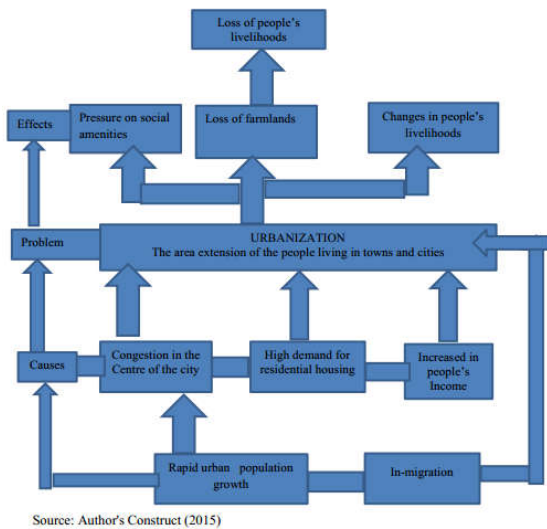 Loss of people's
livelihoods
Effects
Pressure on social
amenities
Loss of farmlands
Changes in people's
livelihoods
Problem
URBANIZATION
The area extension of the people living in towns and cities
Causes
Congestion in the
Centre of the city
High demand for
residential housing
Increased in
people's
Income
Rapid urban population
growth
In-migration
Source: Author's Construct (2015)